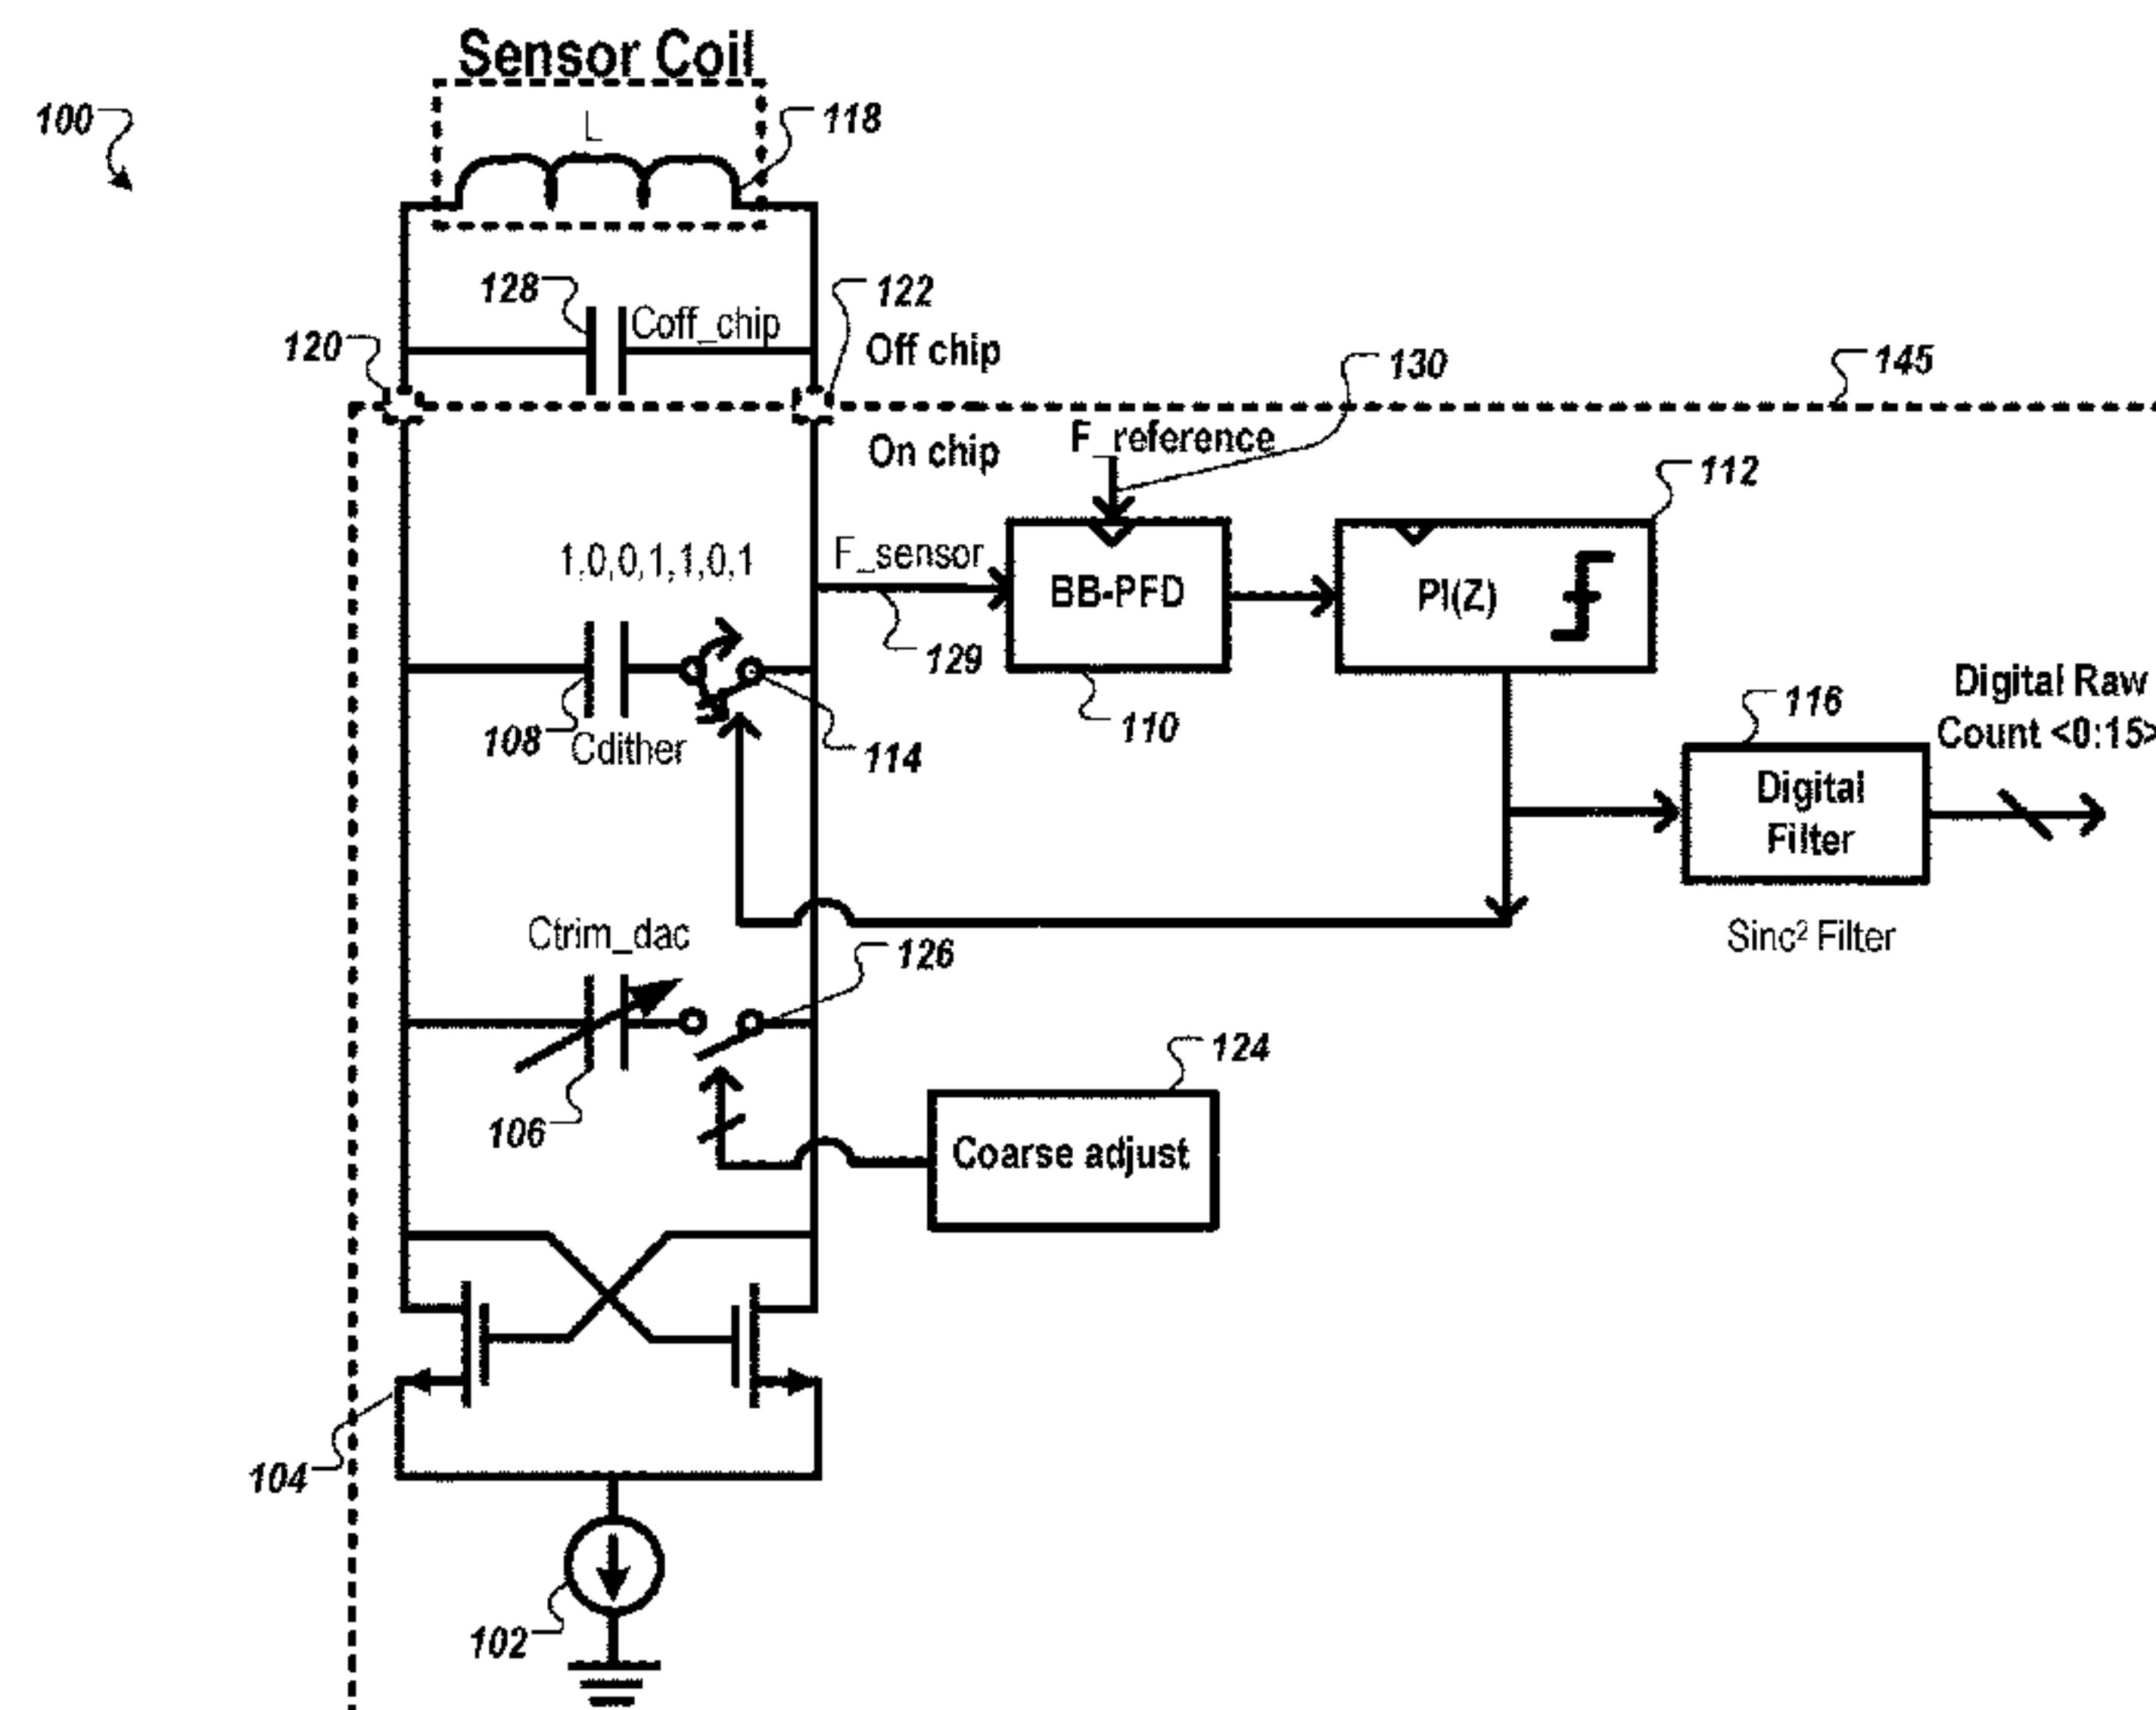 Sensor Coil
100
L
118
128
Coff_chip
122
120
Off chip
130
145
On chip
F_reference
112
1,0,0,1,1,0,1
F_sensor
BB-PFD
PI(Z)
129
110
108
Cdither
114
116
Digital Raw
Count <0:15>
Digital
Filter
Sinc² Filter
Ctrim_dac
126
124
106
Coarse adjust
104
102